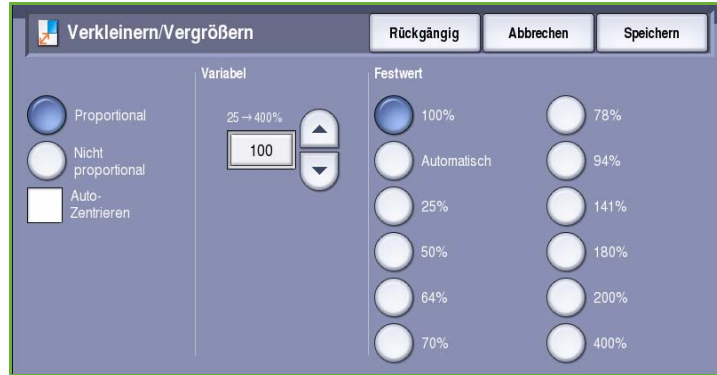 Verkleinern/Vergrößern
Rückgängig
Abbrechen
Speichern
Proportional
Nicht
proportional
Auto-
Zentrieren
Variabel
25→400%
100
Festwert
100%
Automatisch
25%
50%
64%
70%
78%
94%
141%
180%
200%
400%